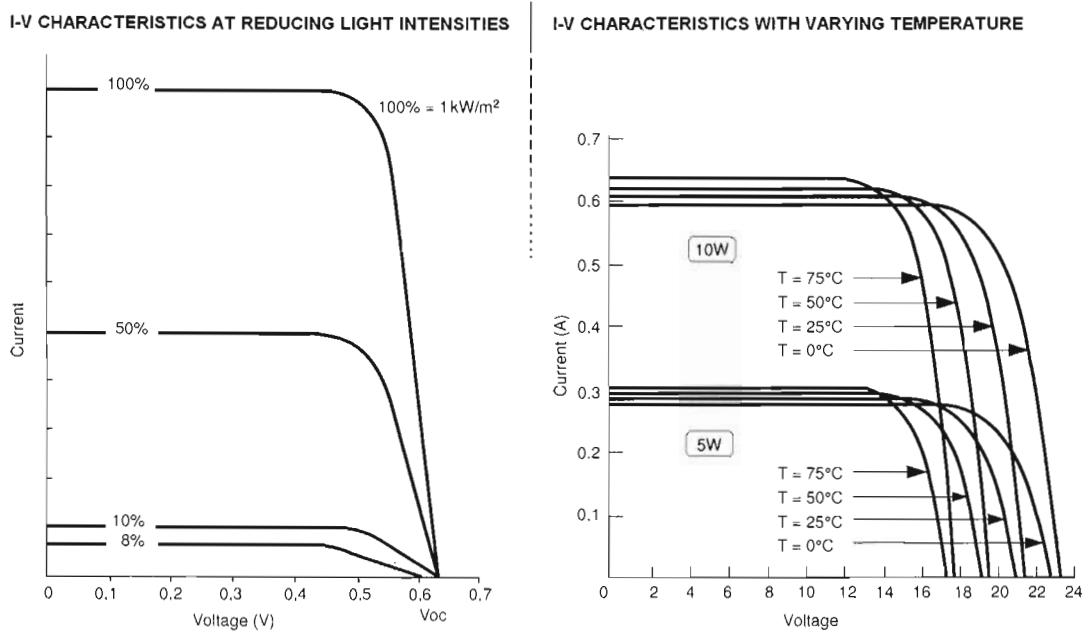 I-V CHARACTERISTICS AT REDUCING LIGHT INTENSITIES
100%
100% = 1kW/m²
50%
10%
8%
Current
0 0,1 0,2 0,3 0,4 0,5 0,6 0,7
Voltage (V)
Voc
I-V CHARACTERISTICS WITH VARYING TEMPERATURE
0.7
0.6
0.5
0.4
0.3
0.2
0.1
Current (A)
10W
T = 75°C
T = 50°C
T = 25°C
T = 0°C
5W
T = 75°C
T = 50°C
T = 25°C
T = 0°C
0 2 4 6 8 10 12 14 16 18 20 22 24
Voltage